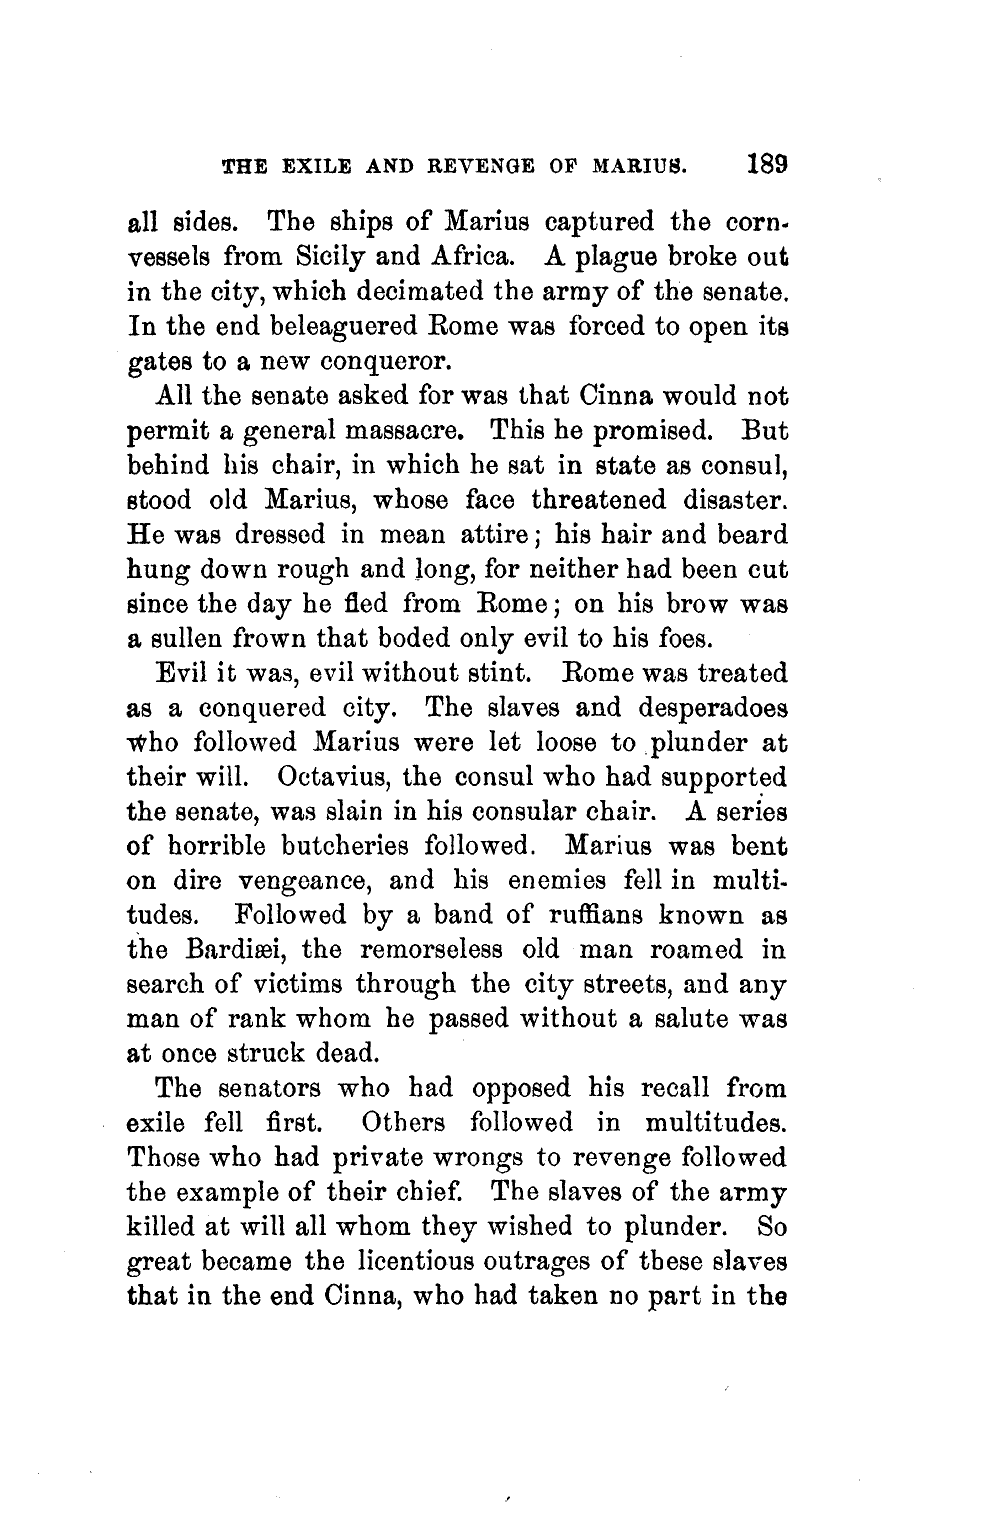 THE EXILE AND REVENGE OF MARIUS. 189
all sides. The ships of Marius captured the corn-
vessels from Sicily and Africa. A plague broke out
in the city, which decimated the army of the senate.
In the end beleaguered Rome was forced to open its
gates to a new conqueror.
All the senate asked for was that Cinna would not
permit a general massacre. This he promised. But
behind his chair, in which he sat in state as consul,
stood old Marius, whose face threatened disaster.
He was dressed in mean attire; his hair and beard
hung down rough and long, for neither had been cut
since the day he fled from Rome; on his brow was
a sullen frown that boded only evil to his foes.
Evil it was, evil without stint. Rome was treated
as a conquered city. The slaves and desperadoes
who followed Marius were let loose to plunder at
their will. Octavius, the consul who had supported
the senate, was slain in his consular chair. A series
of horrible butcheries followed. Marius was bent
on dire vengeance, and his enemies fell in multi-
tudes. Followed by a band of ruffians known as
the Bardiæi, the remorseless old man roamed in
search of victims through the city streets, and any
man of rank whom he passed without a salute was
at once struck dead.
The senators who had opposed his recall from
exile fell first. Others followed in multitudes.
Those who had private wrongs to revenge followed
the example of their chief. The slaves of the army
killed at will all whom they wished to plunder. So
great became the licentious outrages of these slaves
that in the end Cinna, who had taken no part in the